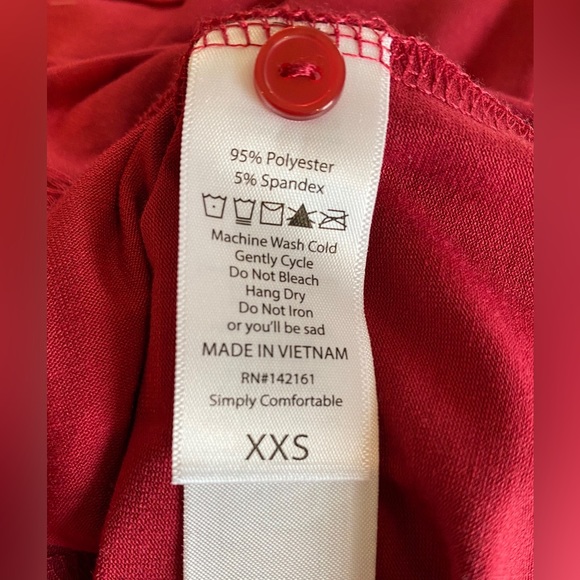 95% Polyester
5% Spandex
Machine Wash Cold
Gently Cycle
Do Not Bleach
Hang Dry
Do Not Iron
or you'll be sad
MADE IN VIETNAM
RN#142161
Simply Comfortable
XXS